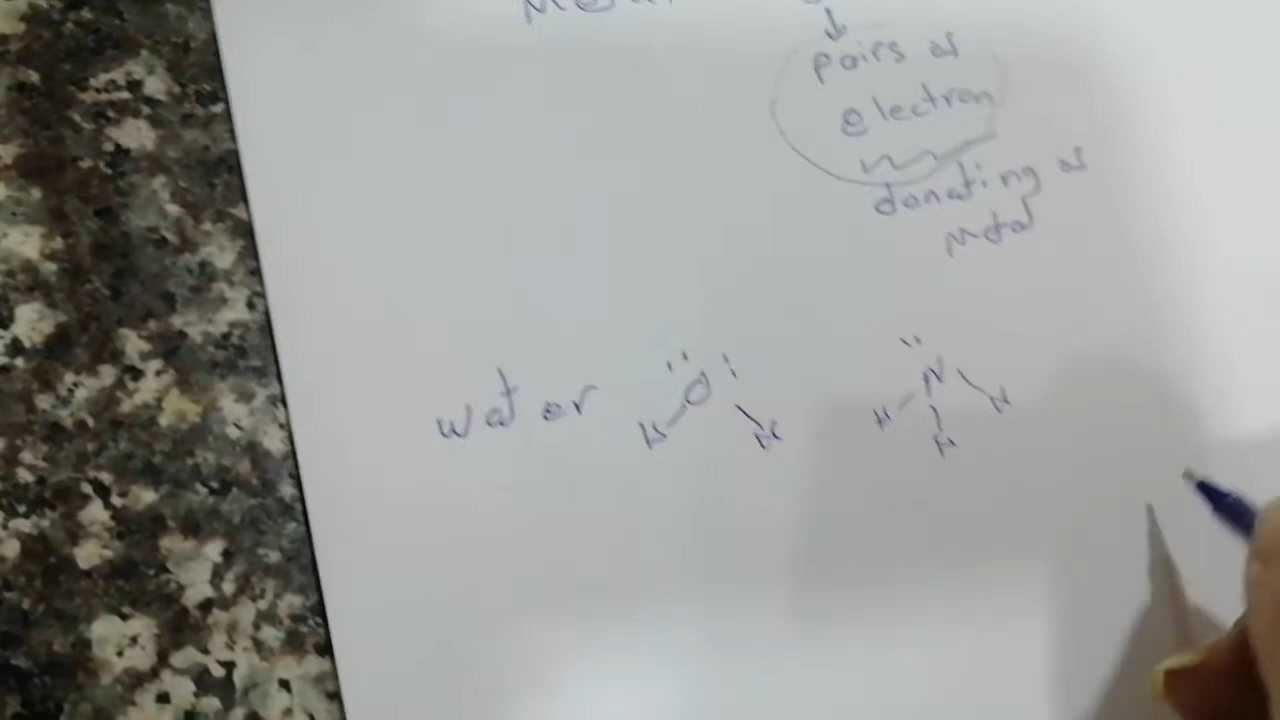 pairs of
electron
donating of
Metal
water :O: N
H H H H
H